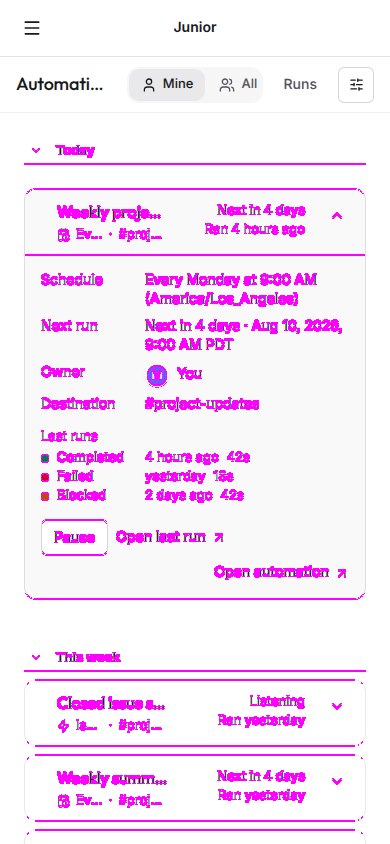 Junior
Automati...
Mine
All
Runs
Today
Weekly proje...
Next in 4 days
Ev... · #proj...
Ran 4 hours ago
Schedule
Every Monday at 9:00 AM
(America/Los_Angeles)
Next run
Next in 4 days · Aug 10, 2026,
9:00 AM PDT
Owner
You
Destination
#project-updates
Last runs
Completed 4 hours ago 42s
Failed yesterday 18s
Blocked 2 days ago 42s
Pause
Open last run
Open automation
This week
Closed issue s...
Listening
Is... · #proj...
Ran yesterday
Weekly summ...
Next in 4 days
Ev... · #proj...
Ran yesterday